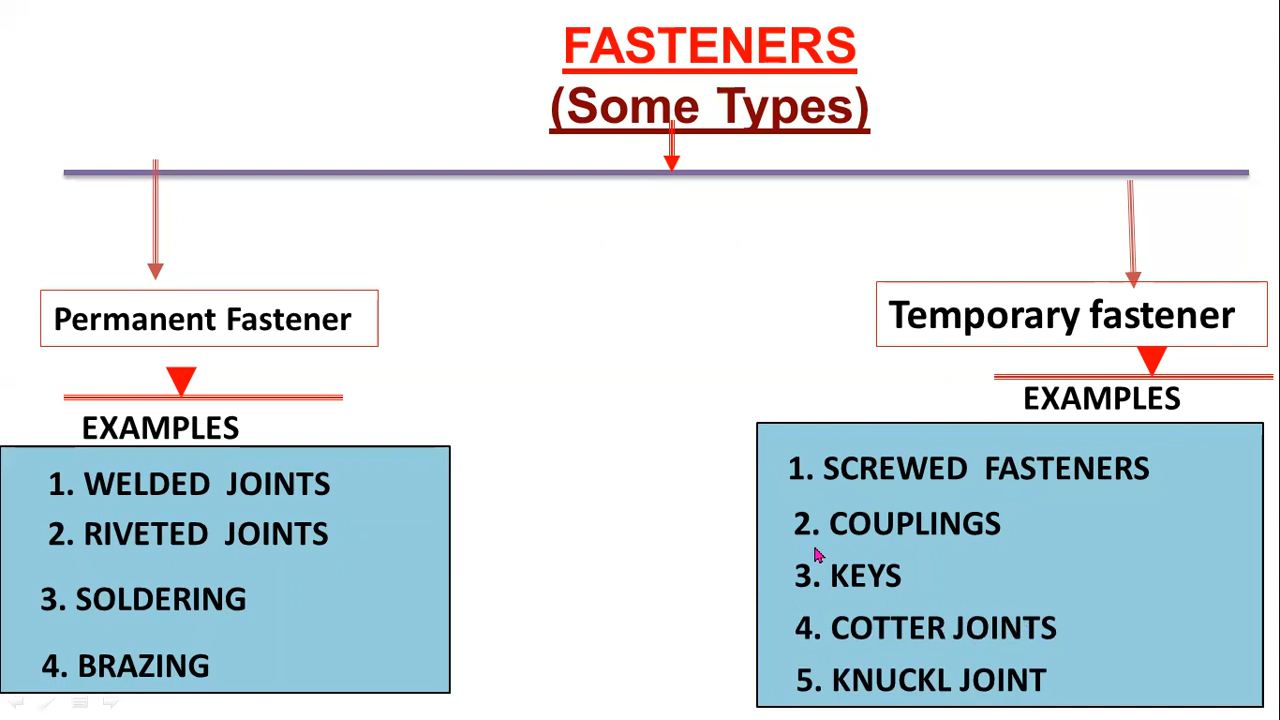 FASTENERS
(Some Types)
Permanent Fastener
EXAMPLES
1. WELDED JOINTS
2. RIVETED JOINTS
3. SOLDERING
4. BRAZING
Temporary fastener
EXAMPLES
1. SCREWED FASTENERS
2. COUPLINGS
3. KEYS
4. COTTER JOINTS
5. KNUCKL JOINT